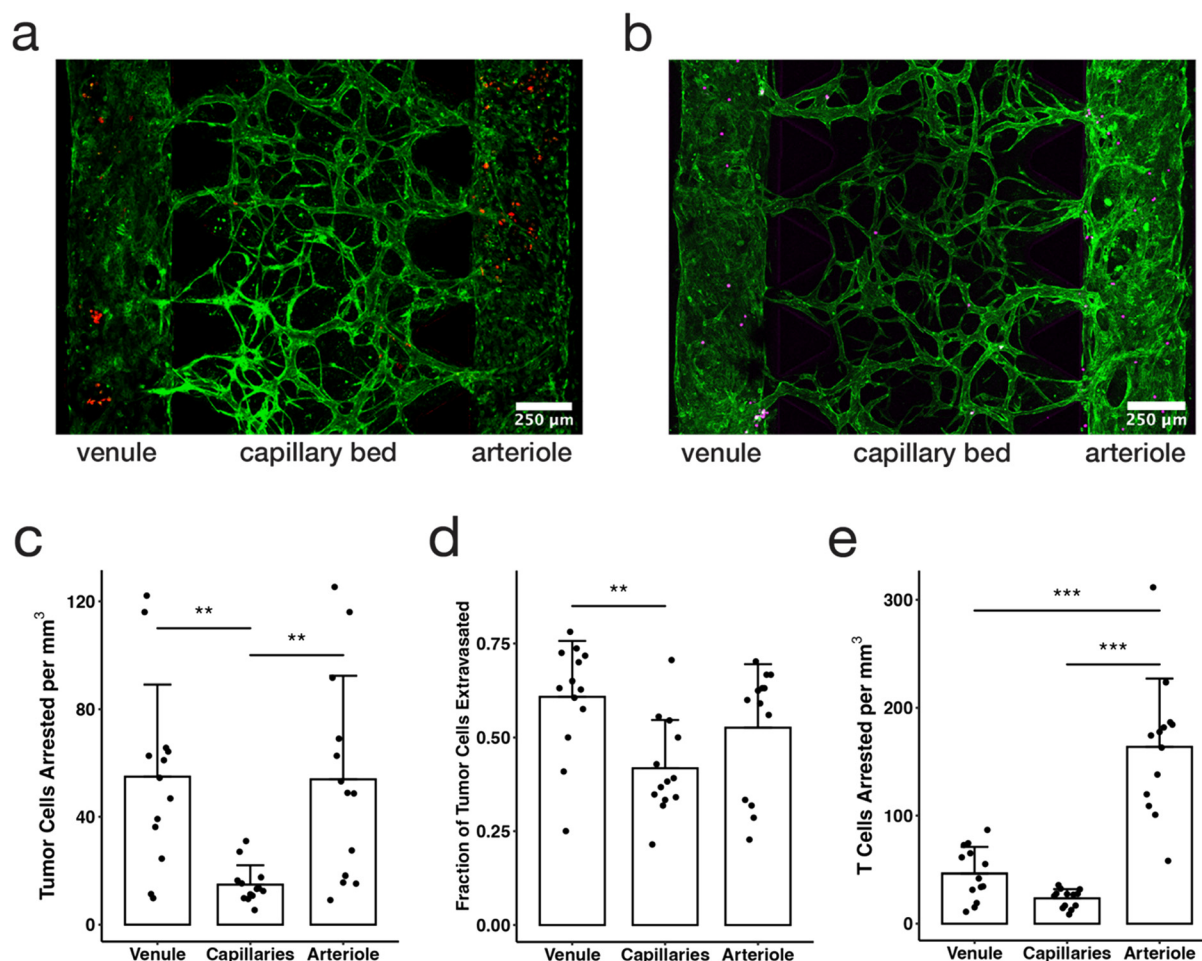 a
b
250 µm
250 µm
venule capillary bed arteriole
venule capillary bed arteriole
c
d
e
Tumor Cells Arrested per mm³
120
80
40
0
**
**
Venule Capillaries Arteriole
Fraction of Tumor Cells Extravasated
0.75
0.50
0.25
0.00
**
Venule Capillaries Arteriole
T Cells Arrested per mm³
300
200
100
0
***
***
Venule Capillaries Arteriole